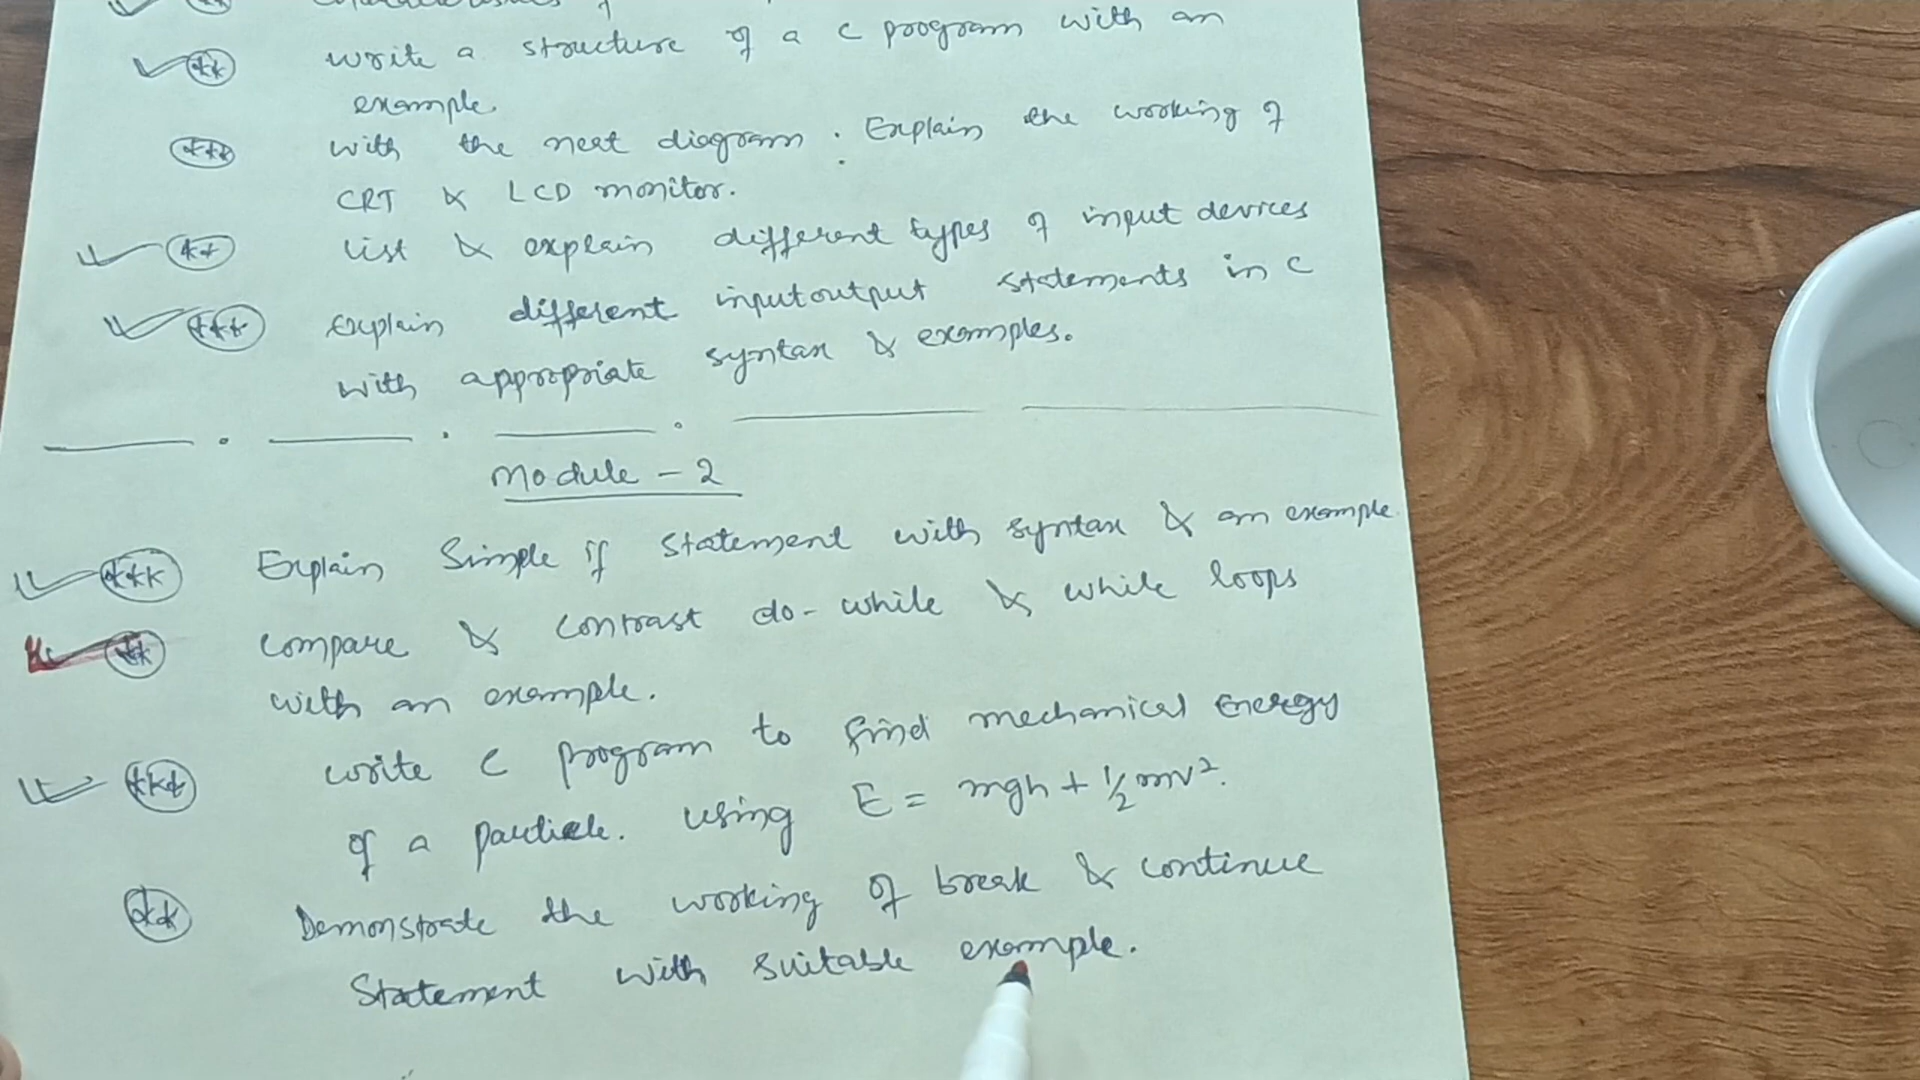 ** write a structure of a c program with an
example.
*** with the neat diagram. Explain the working of
CRT & LCD monitor.
** list & explain different types of input devices
*** Explain different inputoutput statements in c
with appropriate syntax & examples.
Module - 2
*** Explain Simple if statement with syntax & an example
** compare & contrast do-while & while loops
with an example.
*** write c program to find mechanical Energy
of a particle. using E = mgh + 1/2 mv².
** Demonstrate the working of break & continue
Statement with suitable example.